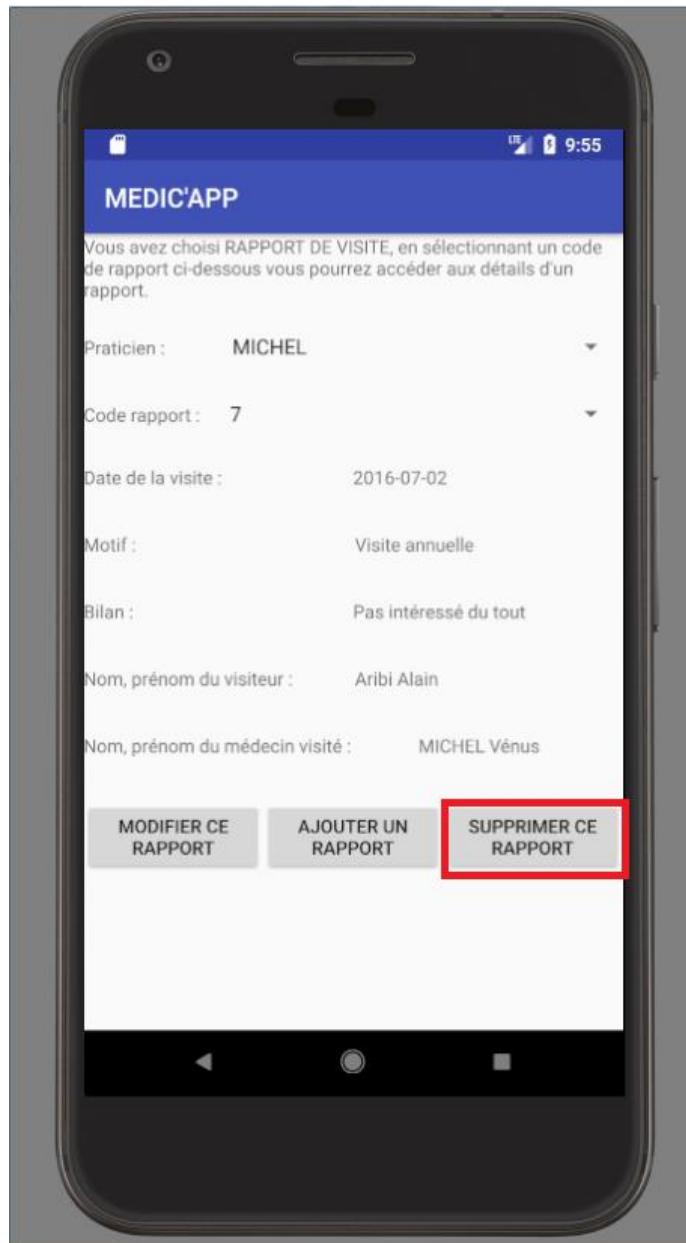 LTE 9:55
MEDIC'APP
Vous avez choisi RAPPORT DE VISITE, en sélectionnant un code
de rapport ci-dessous vous pourrez accéder aux détails d'un
rapport.
Praticien : MICHEL
Code rapport : 7
Date de la visite : 2016-07-02
Motif : Visite annuelle
Bilan : Pas intéressé du tout
Nom, prénom du visiteur : Aribi Alain
Nom, prénom du médecin visité : MICHEL Vénus
MODIFIER CE AJOUTER UN SUPPRIMER CE
RAPPORT RAPPORT RAPPORT